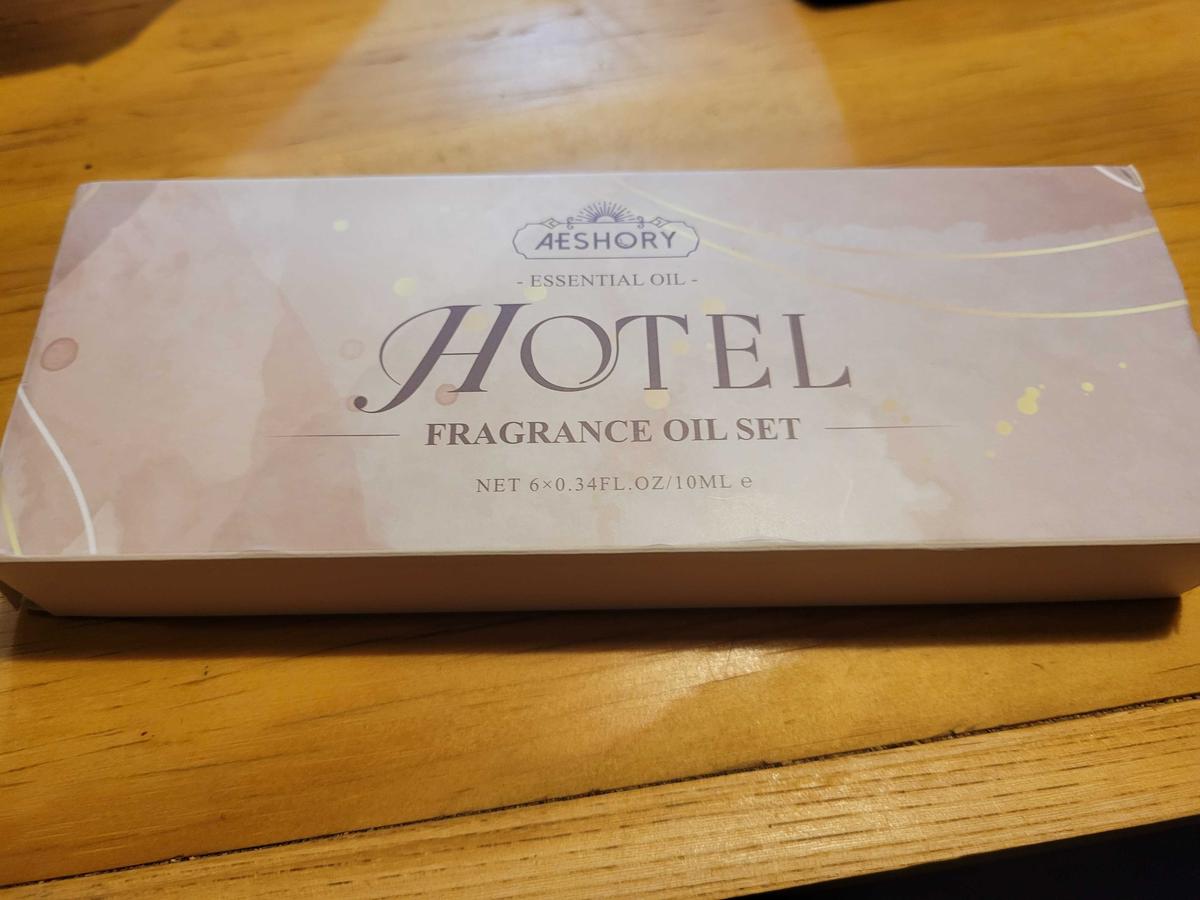 AESHORY
- ESSENTIAL OIL -
HOTEL
FRAGRANCE OIL SET
NET 6×0.34FL.OZ/10ML ℮